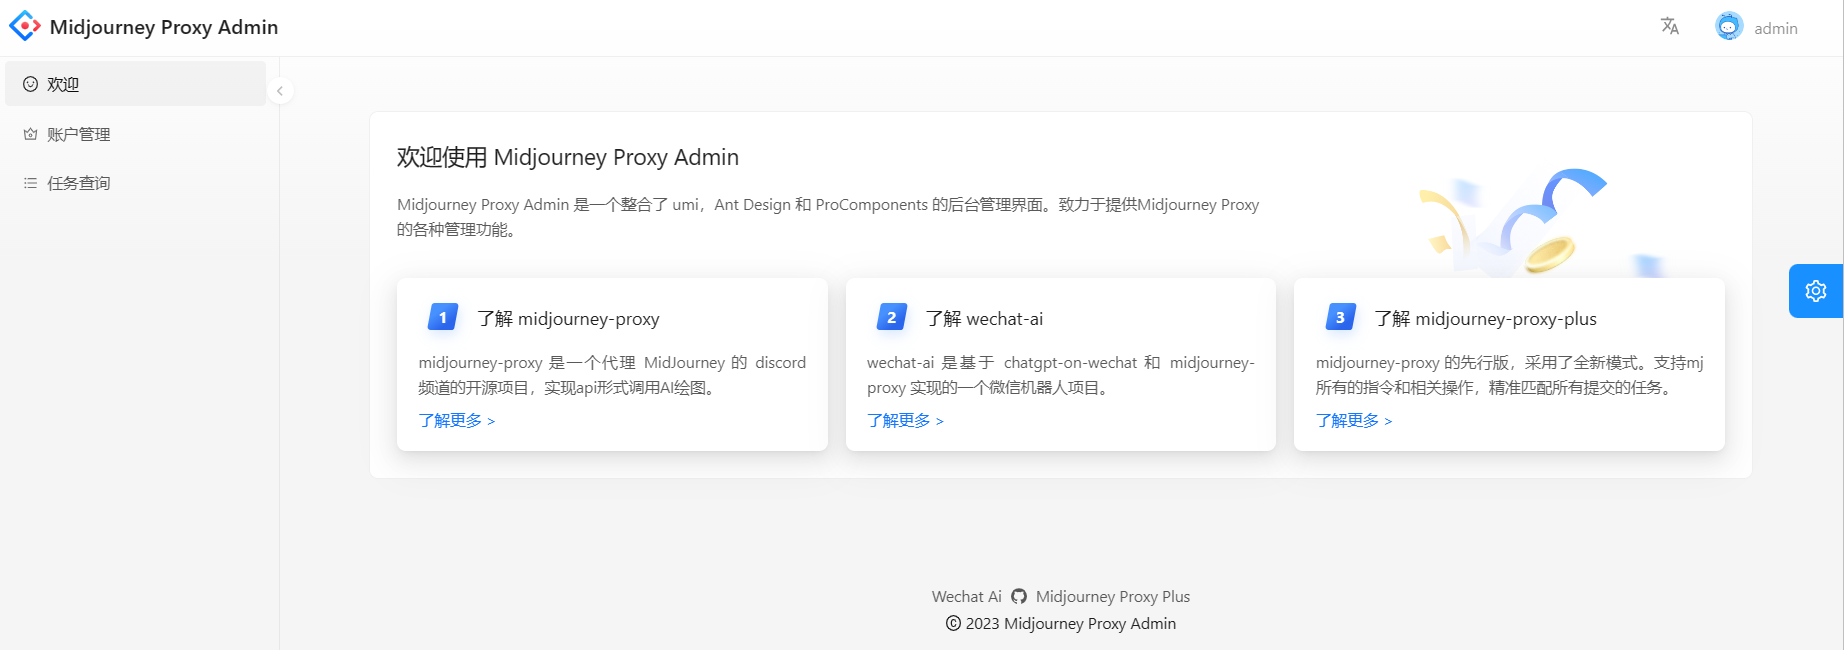 Midjourney Proxy Admin
admin
欢迎
账户管理
任务查询
欢迎使用 Midjourney Proxy Admin
Midjourney Proxy Admin 是一个整合了 umi，Ant Design 和 ProComponents 的后台管理界面。致力于提供Midjourney Proxy
的各种管理功能。
1 了解 midjourney-proxy
midjourney-proxy 是一个代理 MidJourney 的 discord
频道的开源项目，实现api形式调用AI绘图。
了解更多 >
2 了解 wechat-ai
wechat-ai 是基于 chatgpt-on-wechat 和 midjourney-
proxy 实现的一个微信机器人项目。
了解更多 >
3 了解 midjourney-proxy-plus
midjourney-proxy 的先行版，采用了全新模式。支持mj
所有的指令和相关操作，精准匹配所有提交的任务。
了解更多 >
Wechat Ai Midjourney Proxy Plus
© 2023 Midjourney Proxy Admin